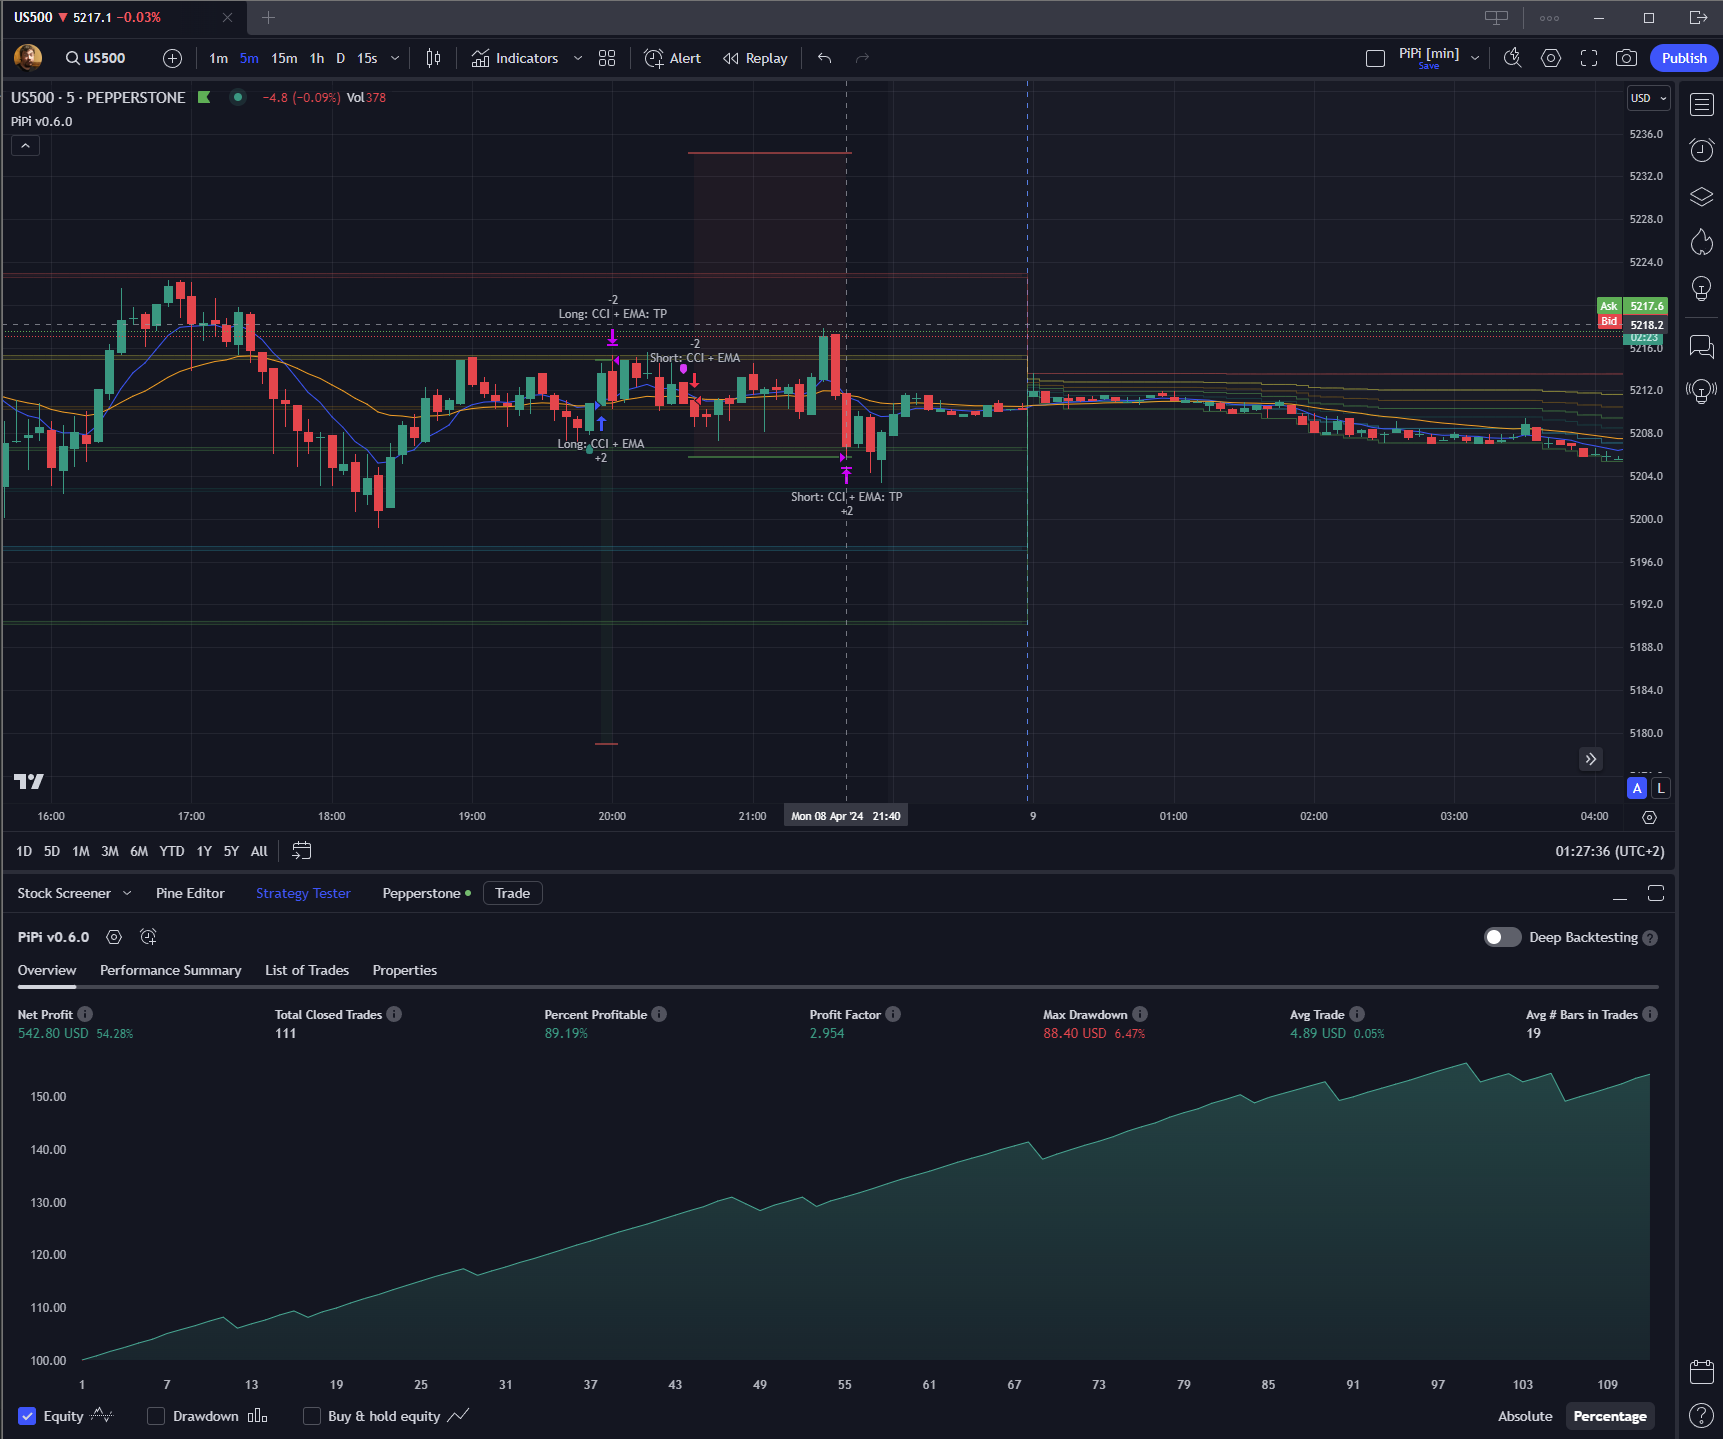 US500 ▼ 5217.1 −0.03%
US500 1m 5m 15m 1h D 15s Indicators Alert Replay PiPi [min] Save Publish
US500 · 5 · PEPPERSTONE −4.8 (−0.09%) Vol378
PiPi v0.6.0
USD
5236.0
5232.0
5228.0
5224.0
Ask 5217.6
Bid 5218.2
02:23
5216.0
5212.0
5208.0
5204.0
5200.0
5196.0
5192.0
5188.0
5184.0
5180.0
-2
Long: CCI + EMA: TP
-2
Short: CCI + EMA
Long: CCI + EMA
+2
Short: CCI + EMA: TP
+2
A L
16:00 17:00 18:00 19:00 20:00 21:00 Mon 08 Apr '24 21:40 9 01:00 02:00 03:00 04:00
1D 5D 1M 3M 6M YTD 1Y 5Y All 01:27:36 (UTC+2)
Stock Screener Pine Editor Strategy Tester Pepperstone Trade
PiPi v0.6.0 Deep Backtesting
Overview Performance Summary List of Trades Properties
Net Profit Total Closed Trades Percent Profitable Profit Factor Max Drawdown Avg Trade Avg # Bars in Trades
542.80 USD 54.28% 111 89.19% 2.954 88.40 USD 6.47% 4.89 USD 0.05% 19
150.00
140.00
130.00
120.00
110.00
100.00
1 7 13 19 25 31 37 43 49 55 61 67 73 79 85 91 97 103 109
Equity Drawdown Buy & hold equity Absolute Percentage